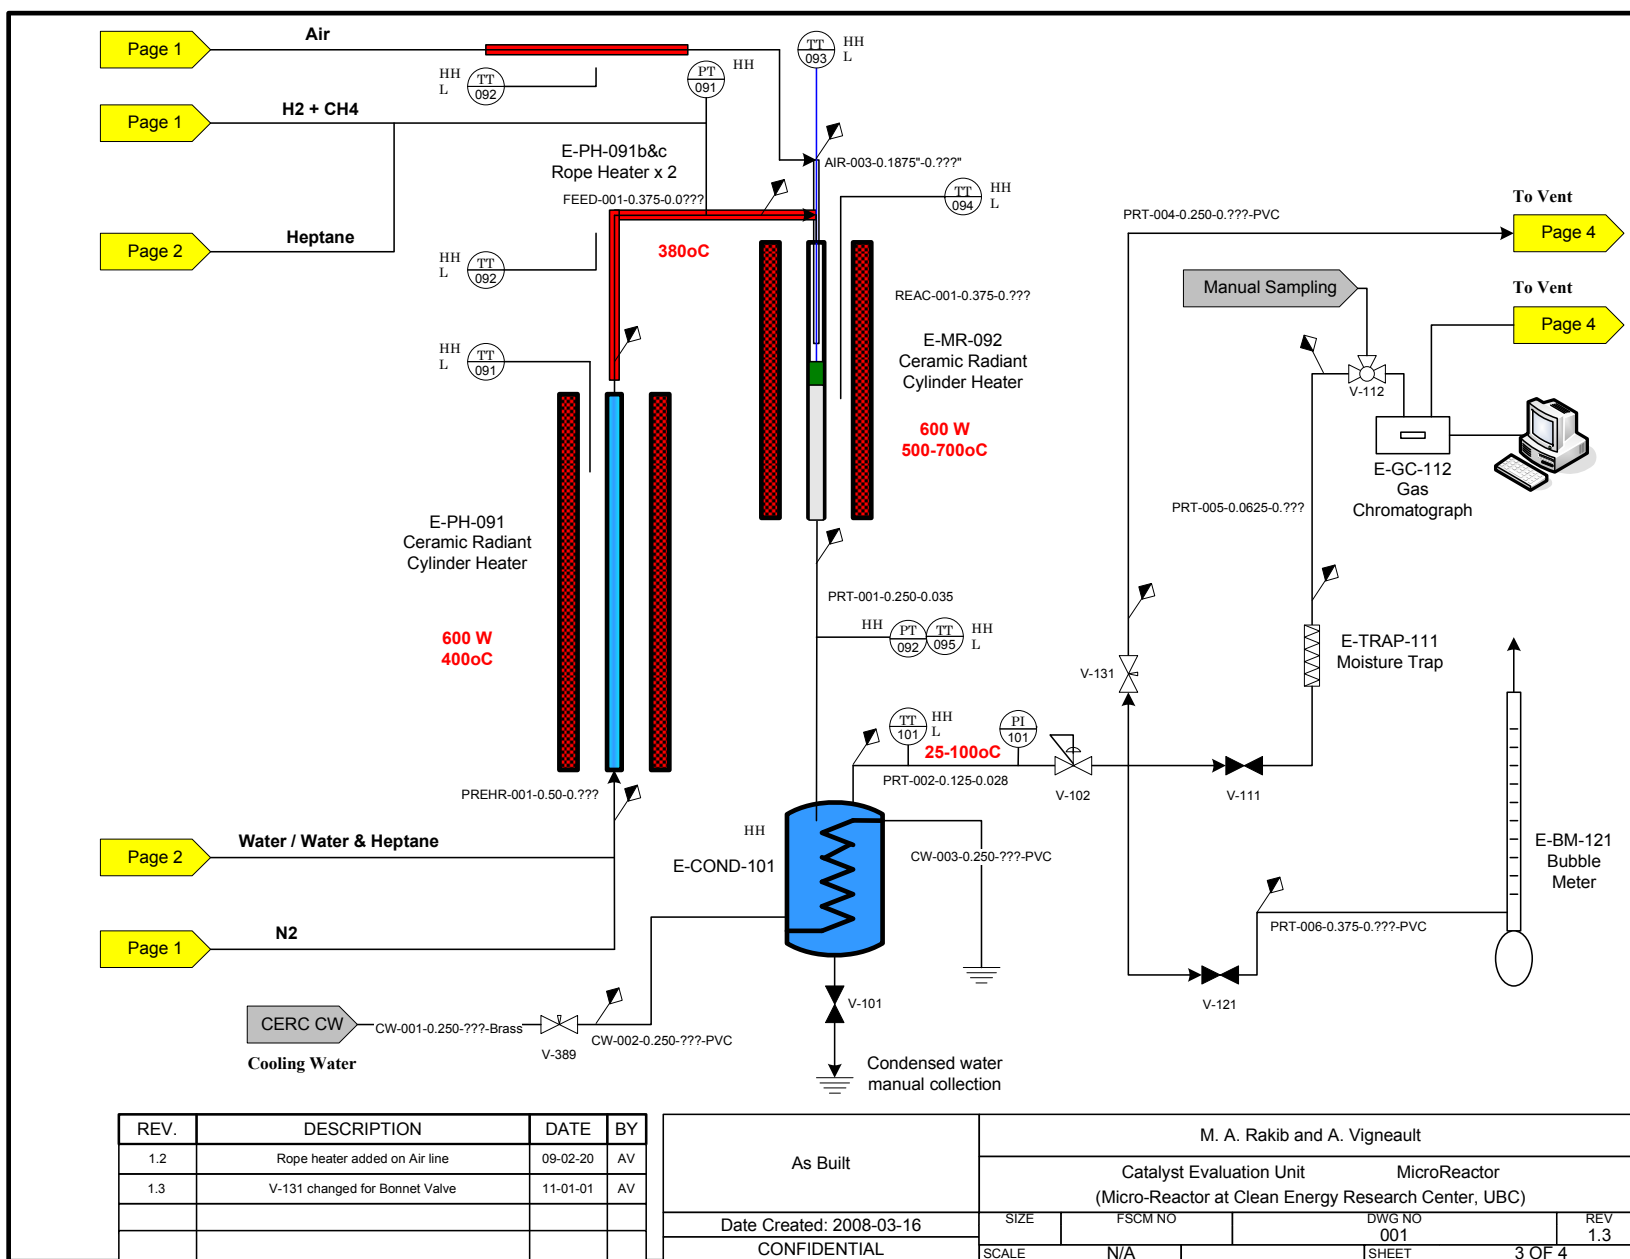 Page 1
Air
HH
L
TT
092
PT
091
HH
TT
093
HH
L
Page 1
H2 + CH4
E-PH-091b&c
Rope Heater x 2
FEED-001-0.375-0.0???
AIR-003-0.1875"-0.???"
TT
094
HH
L
Page 2
Heptane
HH
L
TT
092
380oC
PRT-004-0.250-0.???-PVC
To Vent
Page 4
Manual Sampling
To Vent
Page 4
REAC-001-0.375-0.???
E-MR-092
Ceramic Radiant
Cylinder Heater
600 W
500-700oC
HH
L
TT
091
V-112
E-GC-112
Gas
Chromatograph
PRT-005-0.0625-0.???
E-PH-091
Ceramic Radiant
Cylinder Heater
600 W
400oC
PRT-001-0.250-0.035
HH
PT
092
TT
095
HH
L
V-131
E-TRAP-111
Moisture Trap
TT
101
HH
L
PI
101
25-100oC
PRT-002-0.125-0.028
V-102
V-111
PREHR-001-0.50-0.???
Page 2
Water / Water & Heptane
HH
E-COND-101
CW-003-0.250-???-PVC
E-BM-121
Bubble
Meter
Page 1
N2
PRT-006-0.375-0.???-PVC
V-121
V-101
CERC CW
CW-001-0.250-???-Brass
V-389
CW-002-0.250-???-PVC
Cooling Water
Condensed water
manual collection
REV. DESCRIPTION DATE BY
1.2 Rope heater added on Air line 09-02-20 AV
1.3 V-131 changed for Bonnet Valve 11-01-01 AV
As Built
Date Created: 2008-03-16
CONFIDENTIAL
M. A. Rakib and A. Vigneault
Catalyst Evaluation Unit MicroReactor
(Micro-Reactor at Clean Energy Research Center, UBC)
SIZE FSCM NO DWG NO REV
001 1.3
SCALE N/A SHEET 3 OF 4